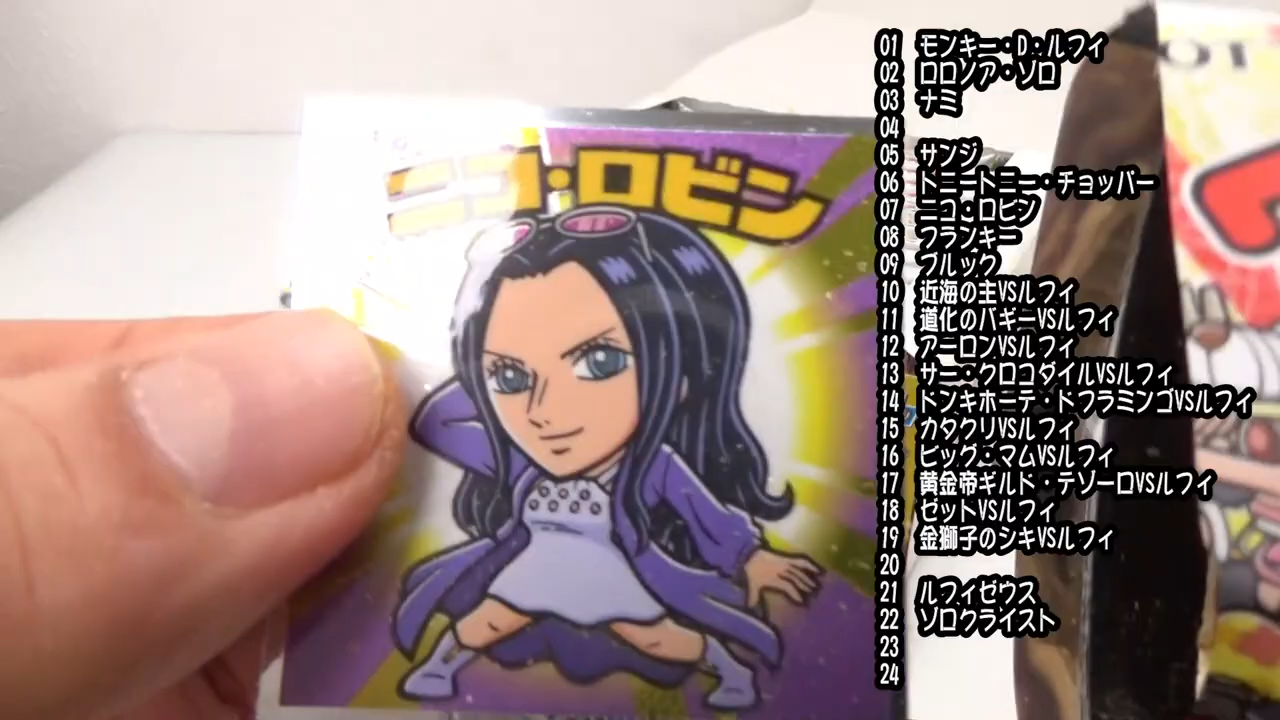 ニコ・ロビン
01 モンキー・D・ルフィ
02 ロロノア・ゾロ
03 ナミ
04
05 サンジ
06 トニートニー・チョッパー
07 ニコ・ロビン
08 フランキー
09 ブルック
10 近海の主VSルフィ
11 道化のバギーVSルフィ
12 アーロンVSルフィ
13 サー・クロコダイルVSルフィ
14 ドンキホーテ・ドフラミンゴVSルフィ
15 カタクリVSルフィ
16 ビッグ・マムVSルフィ
17 黄金帝ギルド・テゾーロVSルフィ
18 ゼットVSルフィ
19 金獅子のシキVSルフィ
20
21 ルフィゼウス
22 ゾロクライスト
23
24